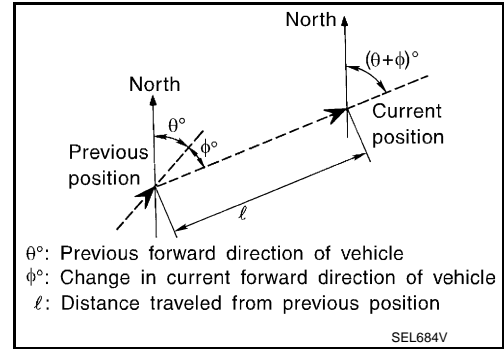 North
(θ+ϕ)°
North
θ°
ϕ°
Current
position
Previous
position
ℓ
θ°: Previous forward direction of vehicle
ϕ°: Change in current forward direction of vehicle
ℓ: Distance traveled from previous position
SEL684V